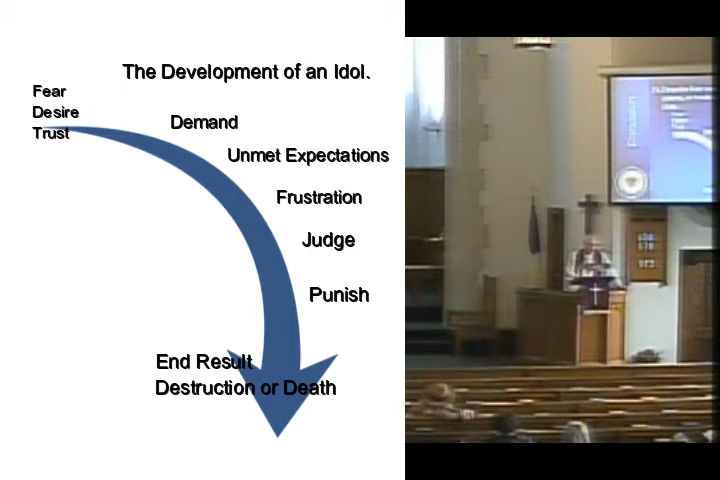 The Development of an Idol.
Fear
Desire
Trust
Demand
Unmet Expectations
Frustration
Judge
Punish
End Result
Destruction or Death